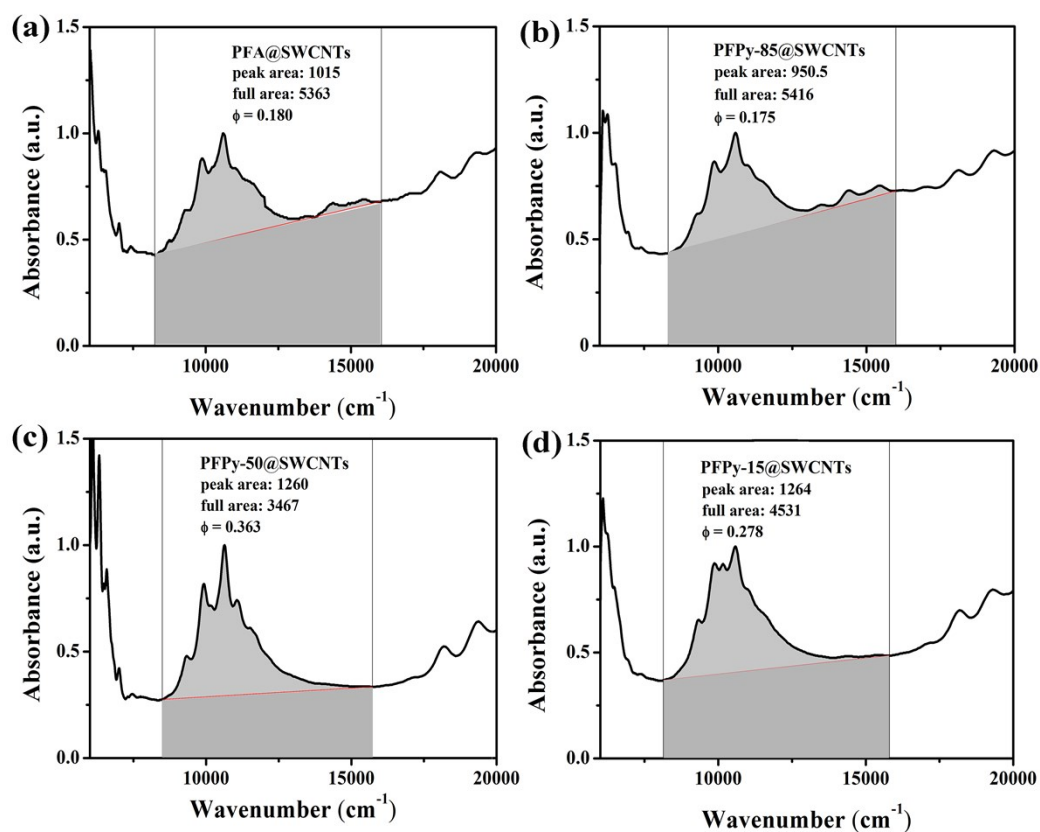 (a)
PFA@SWCNTs
peak area: 1015
full area: 5363
ϕ = 0.180
1.5
1.0
0.5
0.0
Absorbance (a.u.)
10000 15000 20000
Wavenumber (cm⁻¹)
(b)
PFPy-85@SWCNTs
peak area: 950.5
full area: 5416
ϕ = 0.175
1.5
1.0
0.5
0.0
Absorbance (a.u.)
10000 15000 20000
Wavenumber (cm⁻¹)
(c)
PFPy-50@SWCNTs
peak area: 1260
full area: 3467
ϕ = 0.363
1.5
1.0
0.5
0.0
Absorbance (a.u.)
10000 15000 20000
Wavenumber (cm⁻¹)
(d)
PFPy-15@SWCNTs
peak area: 1264
full area: 4531
ϕ = 0.278
1.5
1.0
0.5
0.0
Absorbance (a.u.)
10000 15000 20000
Wavenumber (cm⁻¹)